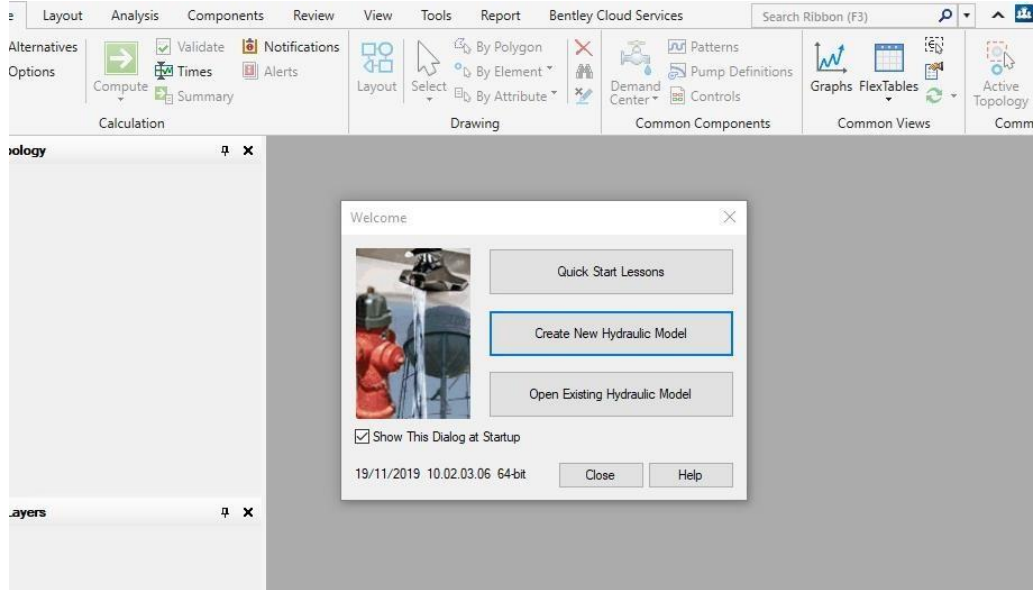 Layout Analysis Components Review View Tools Report Bentley Cloud Services Search Ribbon (F3)
Alternatives Validate Notifications By Polygon Patterns
Options Compute Times Alerts Layout Select By Element Demand Center Pump Definitions Graphs FlexTables Active Topology
Summary By Attribute Controls
Calculation Drawing Common Components Common Views
Welcome
Quick Start Lessons
Create New Hydraulic Model
Open Existing Hydraulic Model
Show This Dialog at Startup
19/11/2019 10.02.03.06 64-bit Close Help